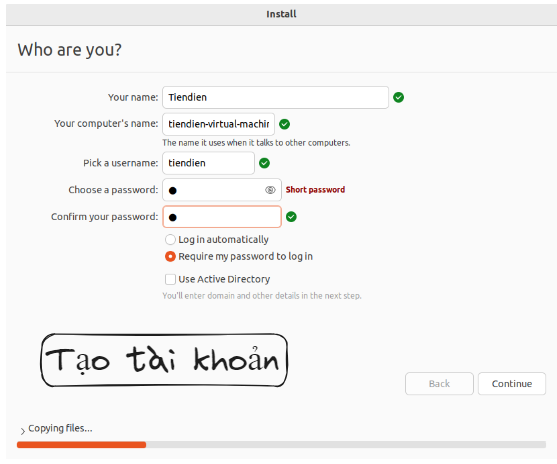 Install
Who are you?
Your name: Tiendien
Your computer's name: tiendien-virtual-machin
The name it uses when it talks to other computers.
Pick a username: tiendien
Choose a password: ● Short password
Confirm your password: ●
Log in automatically
Require my password to log in
Use Active Directory
You'll enter domain and other details in the next step.
Tạo tài khoản
Back Continue
Copying files...